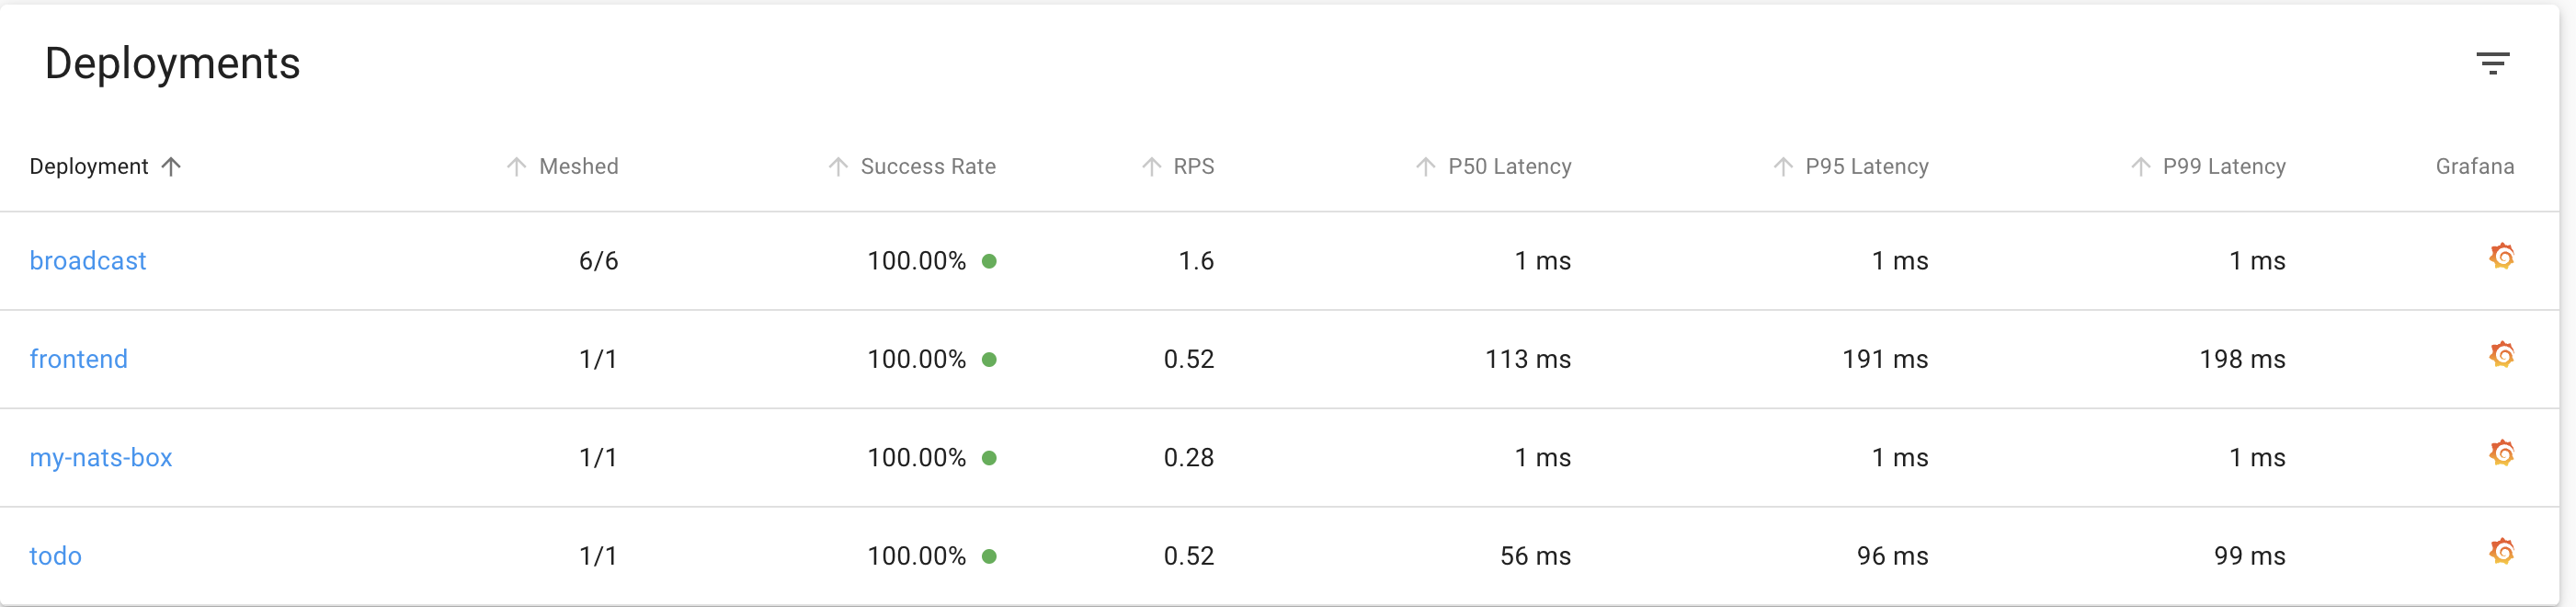 Deployments
Deployment Meshed Success Rate RPS P50 Latency P95 Latency P99 Latency Grafana
broadcast 6/6 100.00% 1.6 1 ms 1 ms 1 ms
frontend 1/1 100.00% 0.52 113 ms 191 ms 198 ms
my-nats-box 1/1 100.00% 0.28 1 ms 1 ms 1 ms
todo 1/1 100.00% 0.52 56 ms 96 ms 99 ms